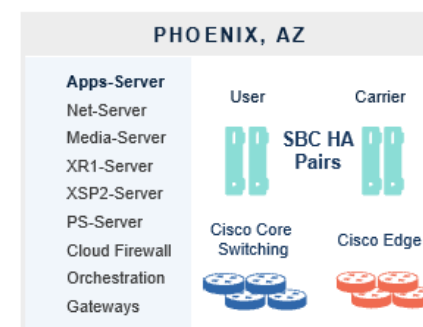 PHOENIX, AZ
Apps-Server
Net-Server
Media-Server
XR1-Server
XSP2-Server
PS-Server
Cloud Firewall
Orchestration
Gateways
User
Carrier
SBC HA
Pairs
Cisco Core
Switching
Cisco Edge